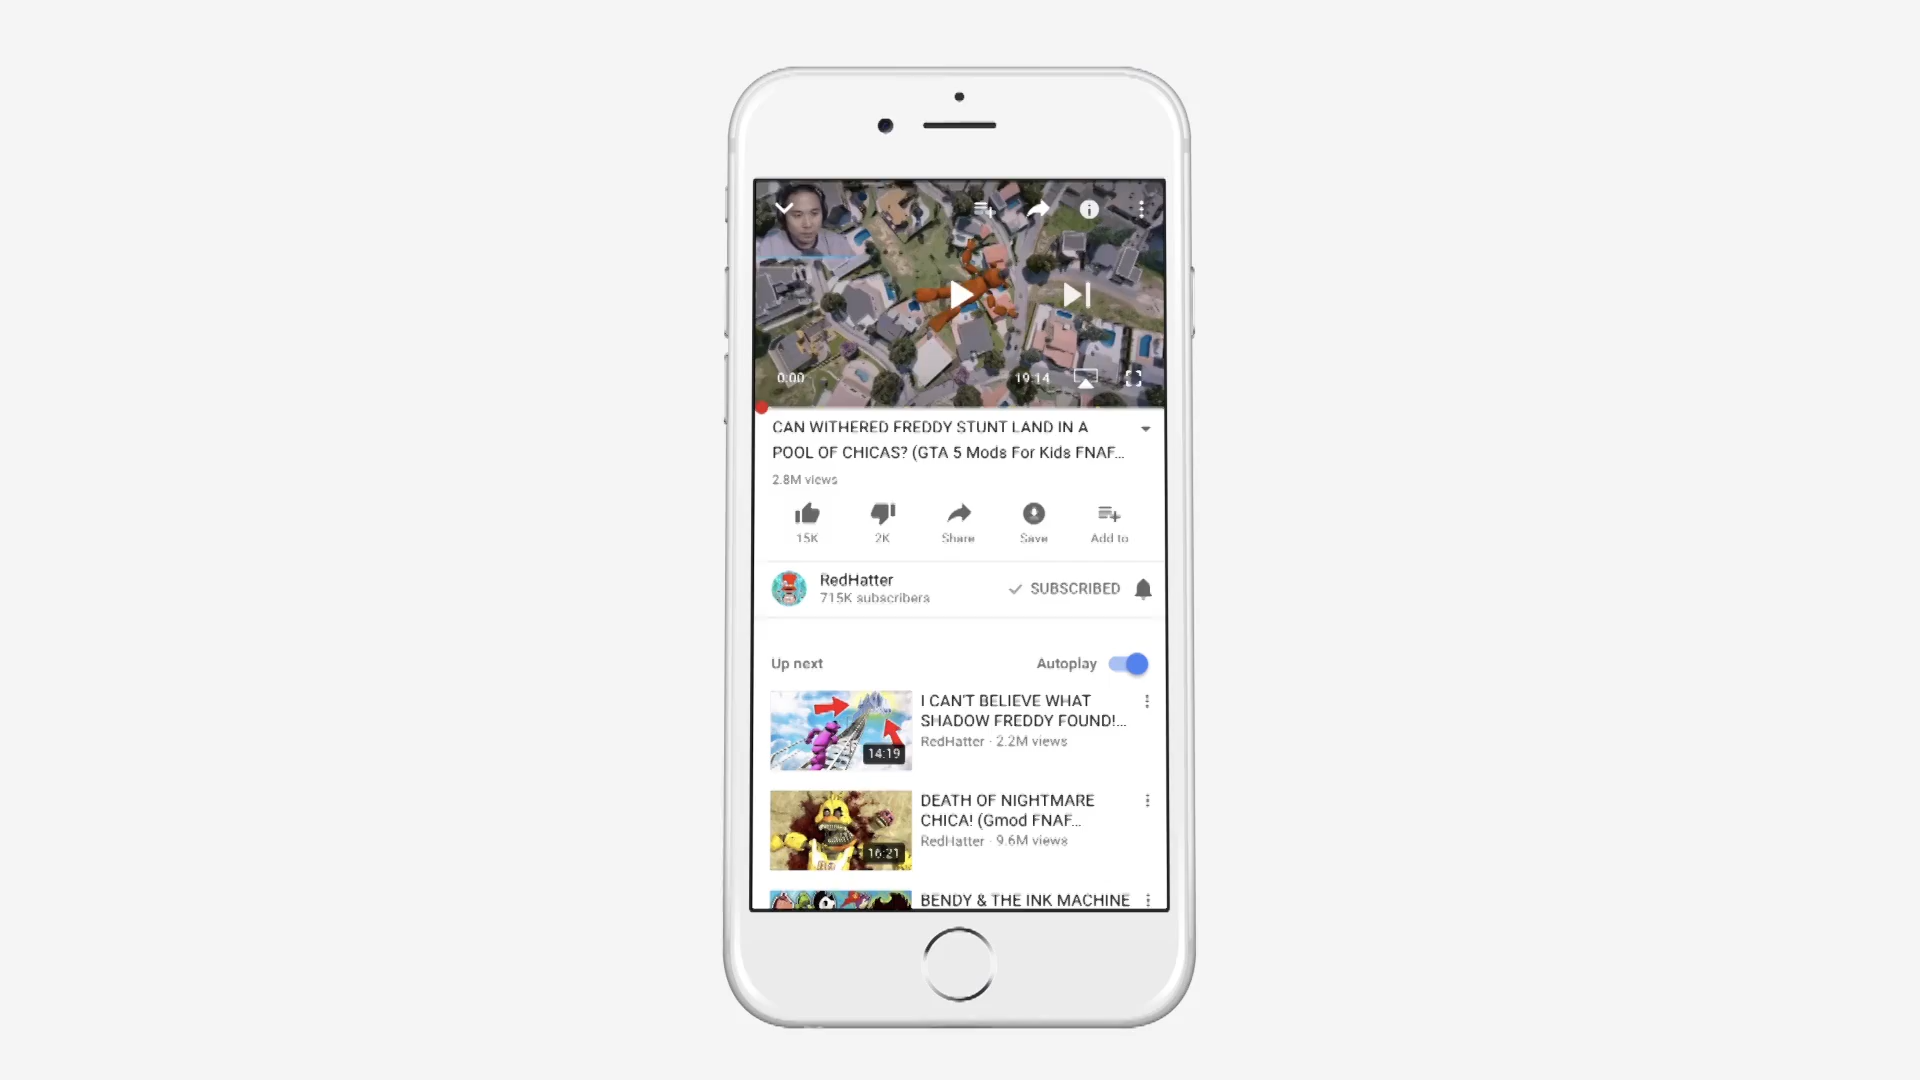 0:00
19:14
CAN WITHERED FREDDY STUNT LAND IN A
POOL OF CHICAS? (GTA 5 Mods For Kids FNAF...
2.8M views
15K
2K
Share
Save
Add to
RedHatter
715K subscribers
SUBSCRIBED
Up next
Autoplay
14:19
I CAN'T BELIEVE WHAT
SHADOW FREDDY FOUND!...
RedHatter · 2.2M views
16:21
DEATH OF NIGHTMARE
CHICA! (Gmod FNAF...
RedHatter · 9.6M views
BENDY & THE INK MACHINE